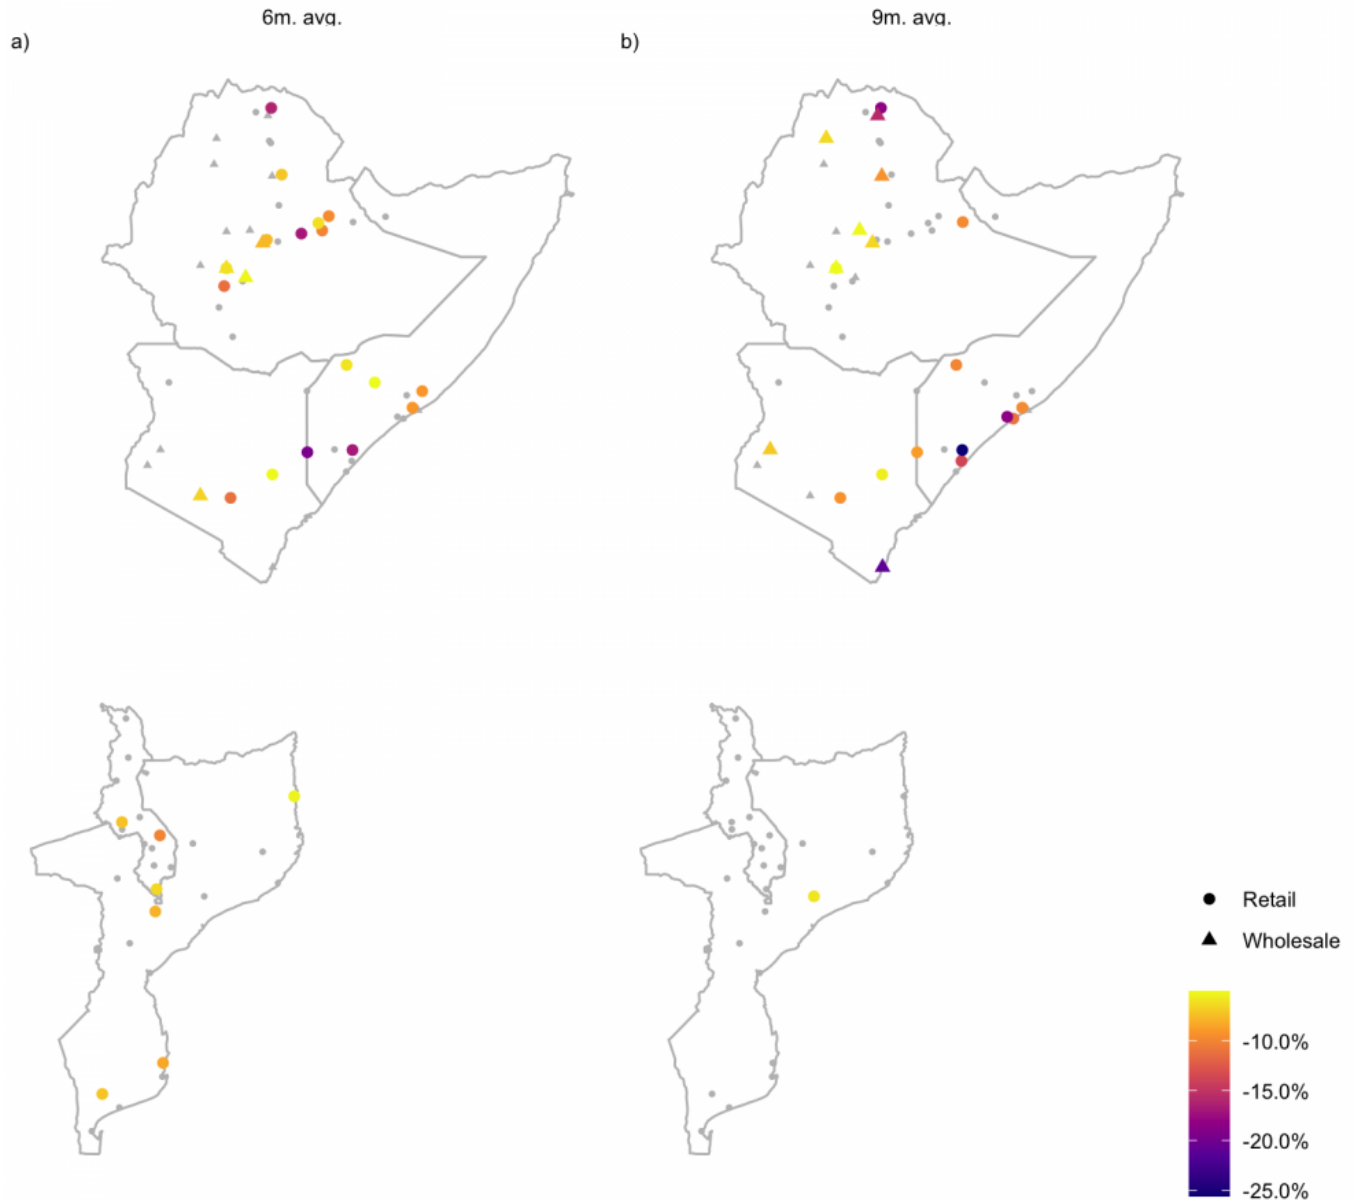 6m. avg.
9m. avg.
a)
b)
Retail
Wholesale
-10.0%
-15.0%
-20.0%
-25.0%